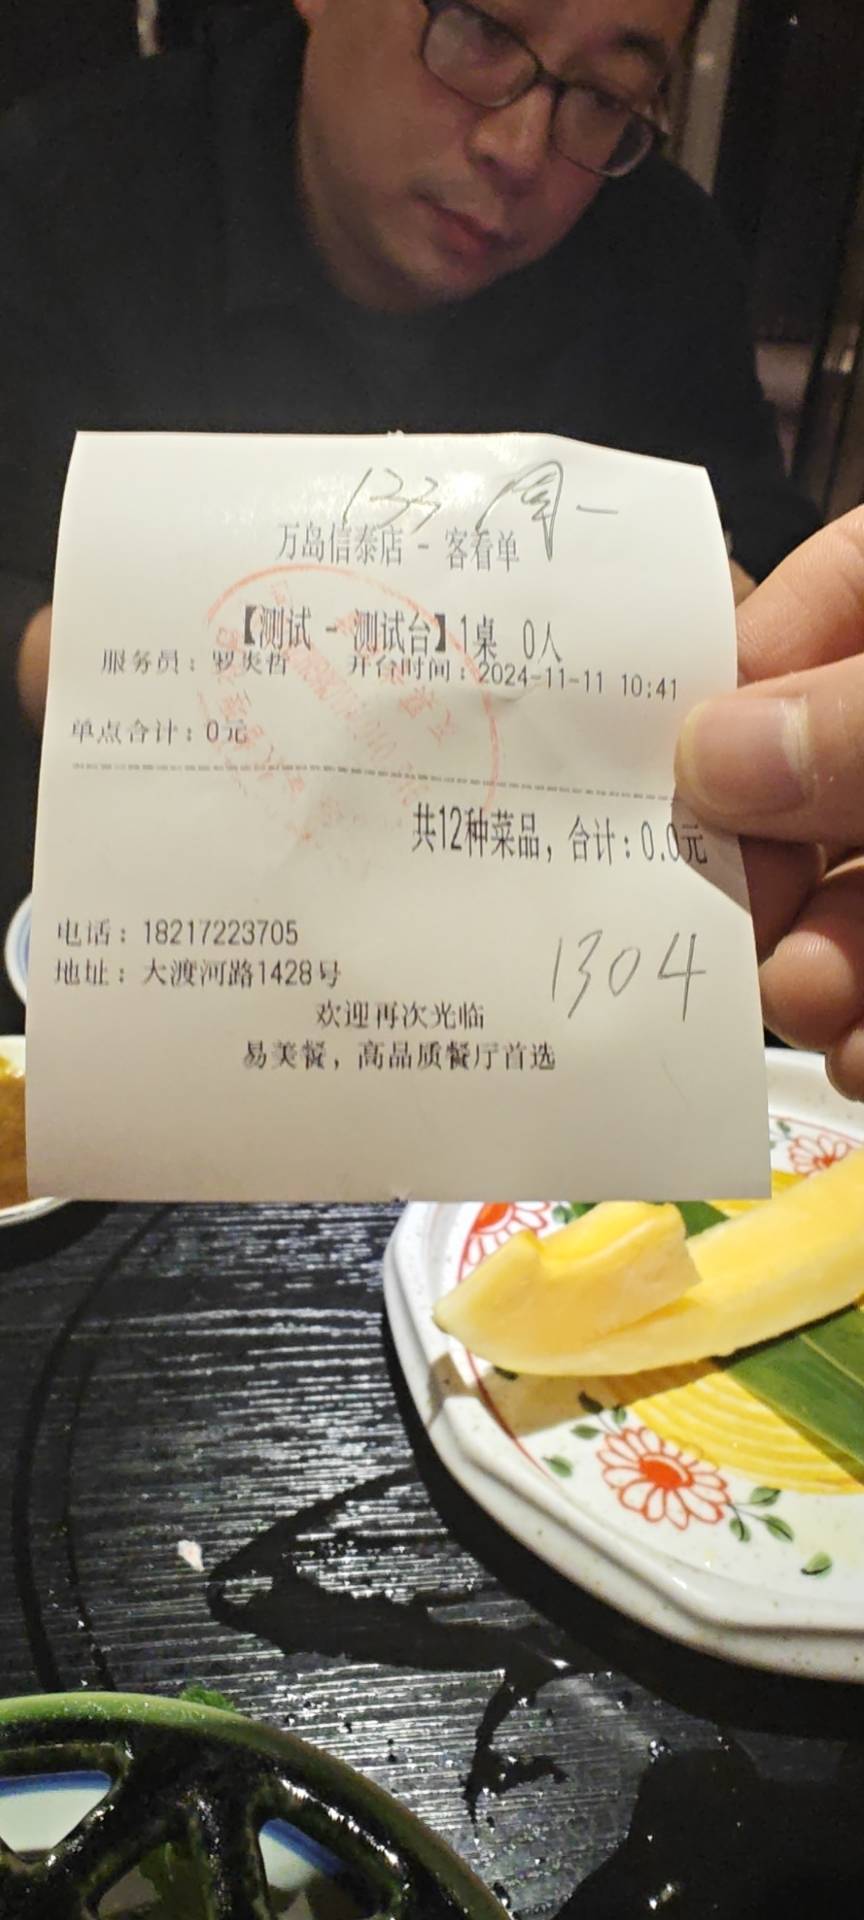 133 周一
万岛信泰店 - 客看单
【测试 - 测试台】1桌 0人
服务员：罗炎哲 开台时间：2024-11-11 10:41
单点合计：0元
共12种菜品，合计：0.0元
电话：18217223705
1304
地址：大渡河路1428号
欢迎再次光临
易美餐，高品质餐厅首选